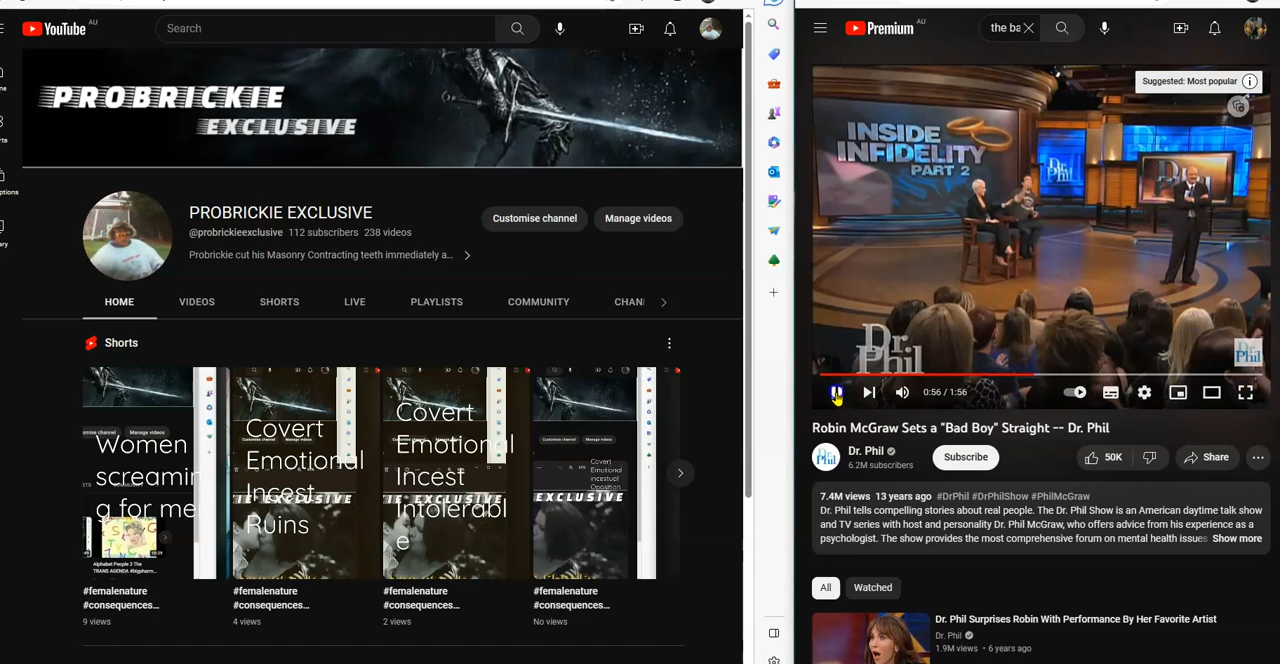 YouTube AU
Search
PROBRICKIE
EXCLUSIVE
PROBRICKIE EXCLUSIVE
@probrickieexclusive 112 subscribers 238 videos
Probrickie cut his Masonry Contracting teeth immediately a...
Customise channel
Manage videos
HOME VIDEOS SHORTS LIVE PLAYLISTS COMMUNITY
Shorts
Women
Covert
Emotional
Incest
Ruins
Covert
Emotional
Incest
Intolerabl
e
Covert
Emotional
Incestual
EXCLUSIVE
Alphabet People 3 The
#femalenature
#consequences...
9 views
#femalenature
#consequences...
4 views
#femalenature
#consequences...
2 views
#femalenature
#consequences...
No views
Premium AU
the ba
Suggested: Most popular
INSIDE
INFIDELITY
PART 2
Dr.
Phil
0:56 / 1:56
Robin McGraw Sets a "Bad Boy" Straight -- Dr. Phil
Dr. Phil
6.2M subscribers
Subscribe
50K
Share
7.4M views 13 years ago #DrPhil #DrPhilShow #PhilMcGraw
Dr. Phil tells compelling stories about real people. The Dr. Phil Show is an American daytime talk show
and TV series with host and personality Dr. Phil McGraw, who offers advice from his experience as a
psychologist. The show provides the most comprehensive forum on mental health issues Show more
All
Watched
Dr. Phil Surprises Robin With Performance By Her Favorite Artist
Dr. Phil
1.9M views • 6 years ago